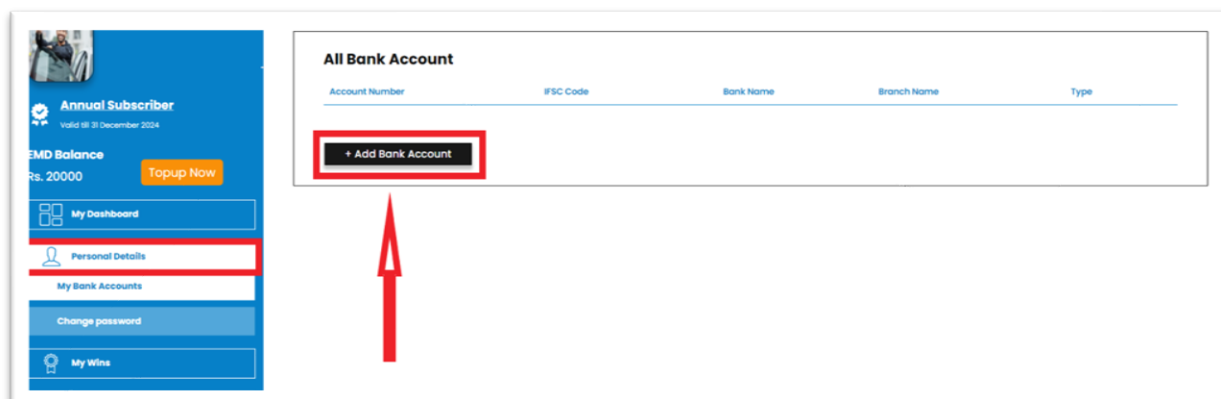 Annual Subscriber
Valid till 31 December 2024
EMD Balance
Rs. 20000
Topup Now
My Dashboard
Personal Details
My Bank Accounts
Change password
My Wins
All Bank Account
Account Number IFSC Code Bank Name Branch Name Type
+ Add Bank Account